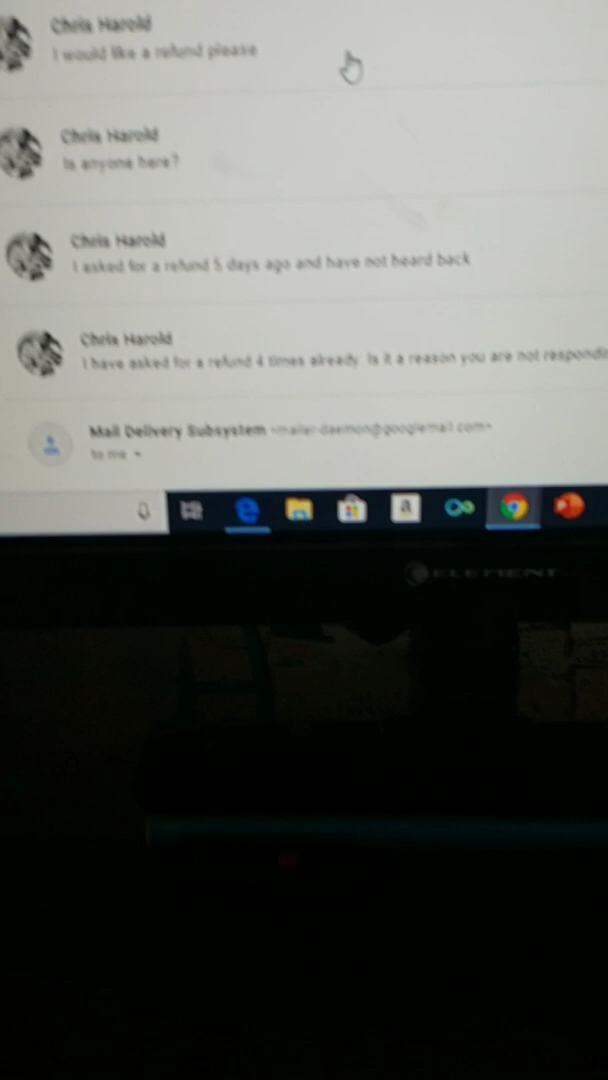 Chris Harold
I would like a refund please
Chris Harold
Is anyone here?
Chris Harold
I asked for a refund 5 days ago and have not heard back
Chris Harold
I have asked for a refund 4 times already. Is it a reason you are not respondin
Mail Delivery Subsystem <mailer-daemon@googlemail.com>
to me
a
ELEMENT